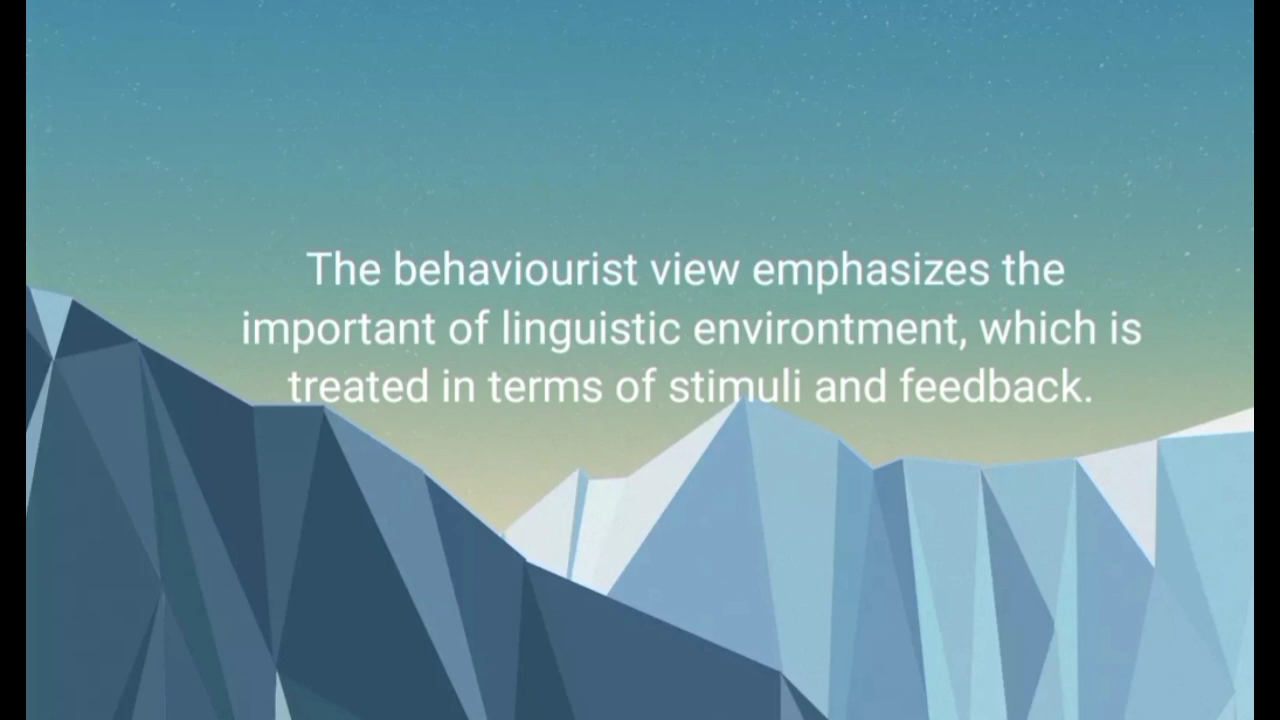 The behaviourist view emphasizes the
important of linguistic environtment, which is
treated in terms of stimuli and feedback.